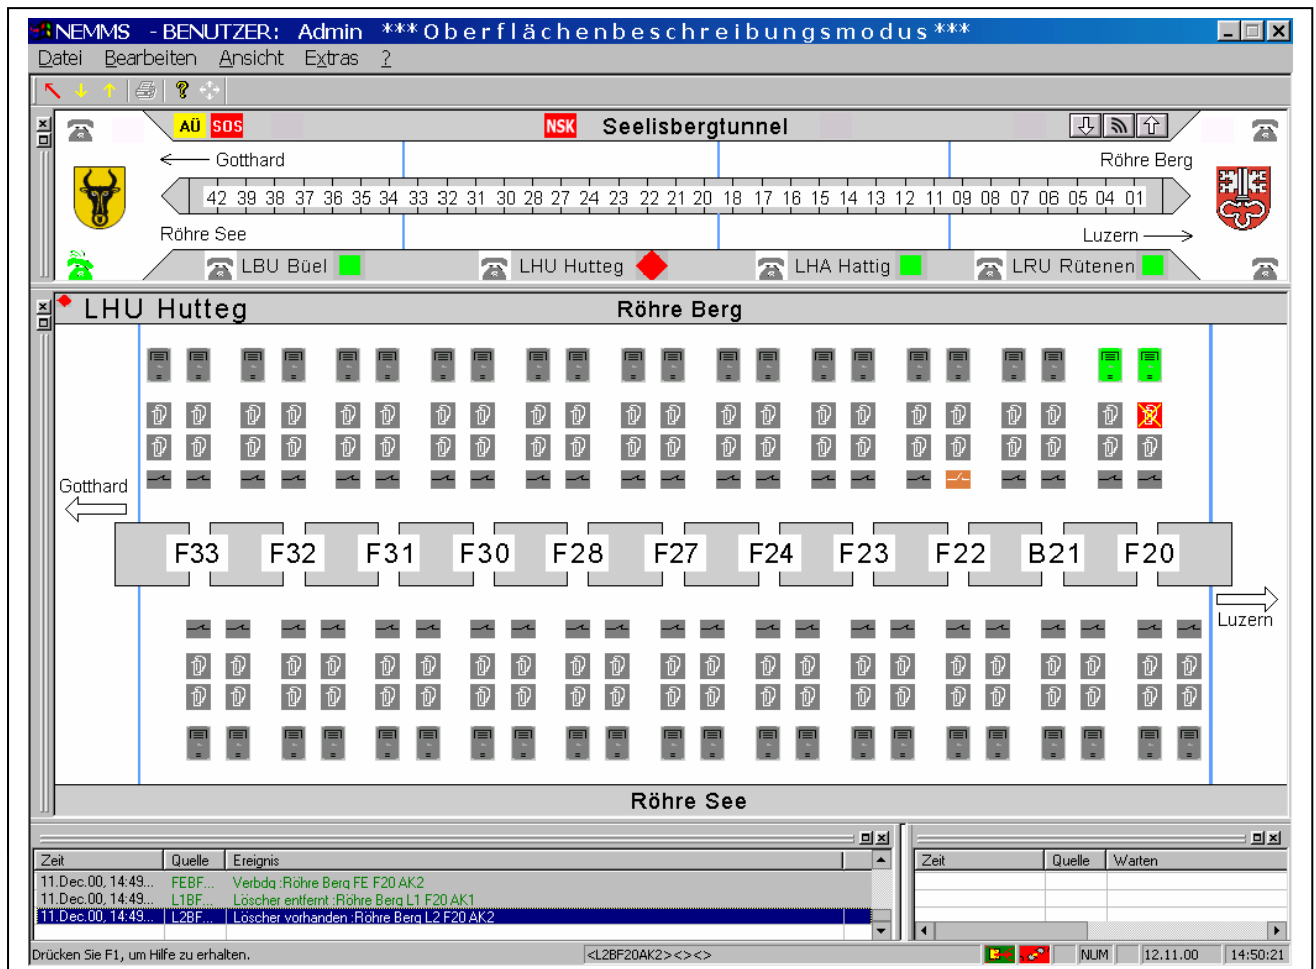 NEMMS - BENUTZER: Admin ***Oberflächenbeschreibungsmodus***
Datei Bearbeiten Ansicht Extras ?
AÜ SOS NSK Seelisbergtunnel
Gotthard Röhre Berg
42 39 38 37 36 35 34 33 32 31 30 28 27 24 23 22 21 20 18 17 16 15 14 13 12 11 09 08 07 06 05 04 01
Röhre See Luzern
LBU Büel LHU Hutteg LHA Hattig LRU Rütenen
LHU Hutteg Röhre Berg
Gotthard
F33 F32 F31 F30 F28 F27 F24 F23 F22 B21 F20
Luzern
Röhre See
Zeit Quelle Ereignis Zeit Quelle Warten
11.Dec.00, 14:49... FEBF... Verbdg :Röhre Berg FE F20 AK2
11.Dec.00, 14:49... L1BF... Löscher entfernt :Röhre Berg L1 F20 AK1
11.Dec.00, 14:49... L2BF... Löscher vorhanden :Röhre Berg L2 F20 AK2
Drücken Sie F1, um Hilfe zu erhalten. <L2BF20AK2><><> NUM 12.11.00 14:50:21